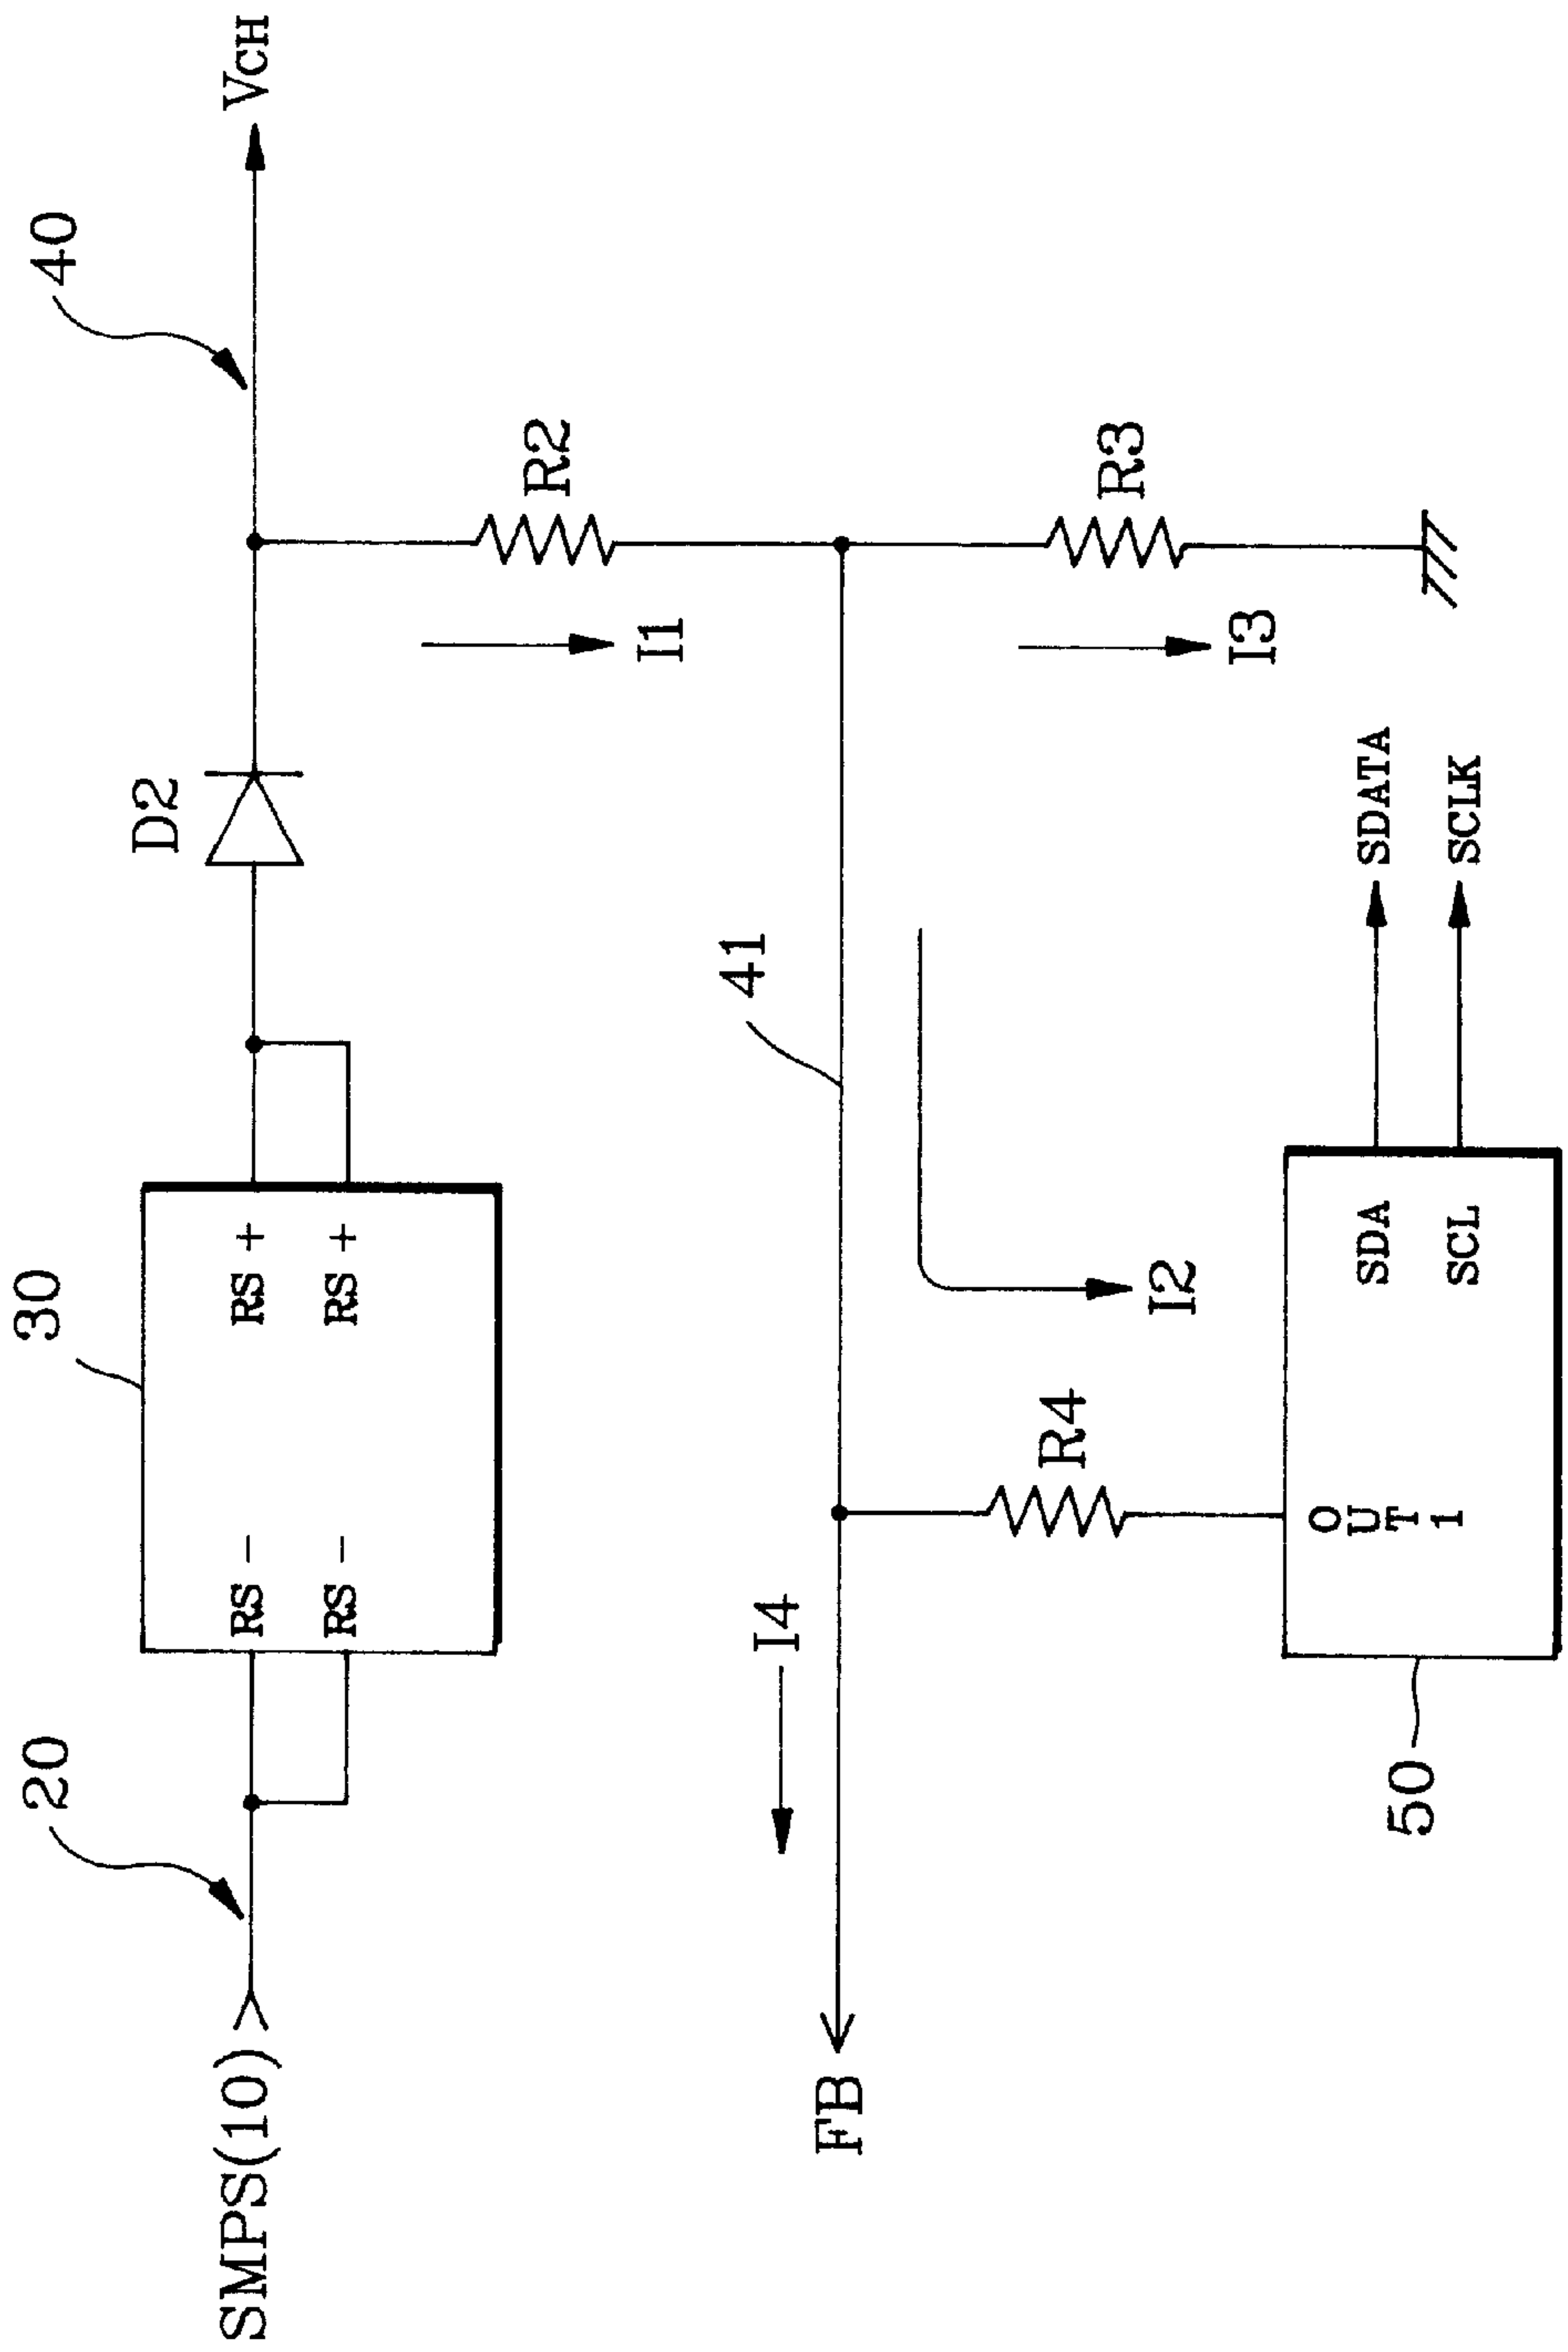 20
30
D2
40
SMPS(10)
RS -
RS +
VCH
RS -
RS +
R2
I1
I4
41
FB
R4
I2
R3
I3
50
OUT1
SDA
SDATA
SCL
SCLK